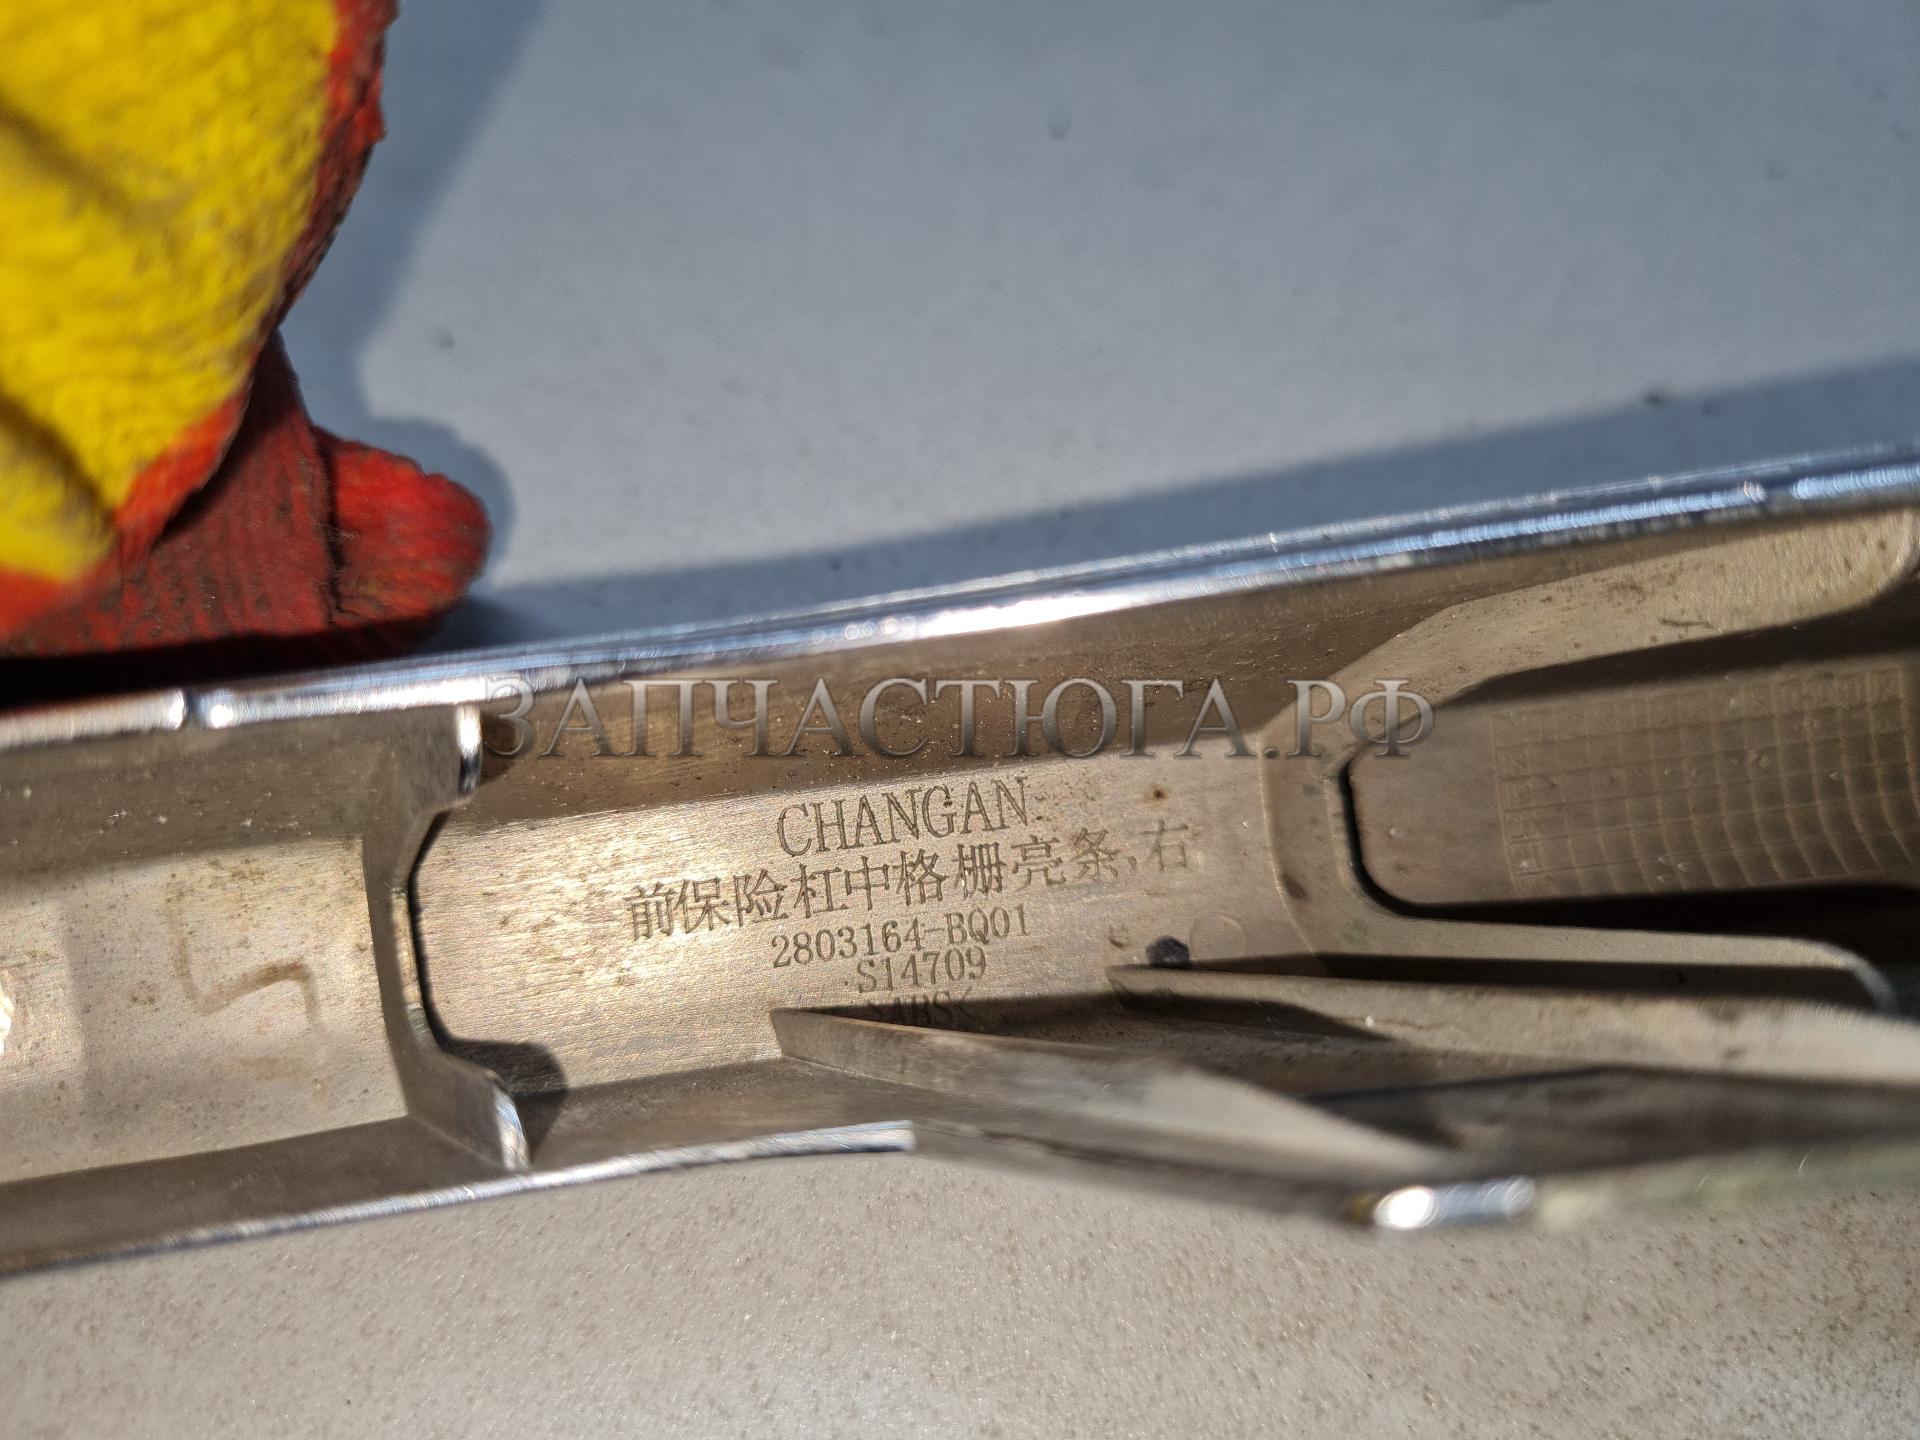 ЗАПЧАСТЮГА.РФ
CHANGAN
前保险杠中格栅亮条,右
2803164-BQ01
S14709